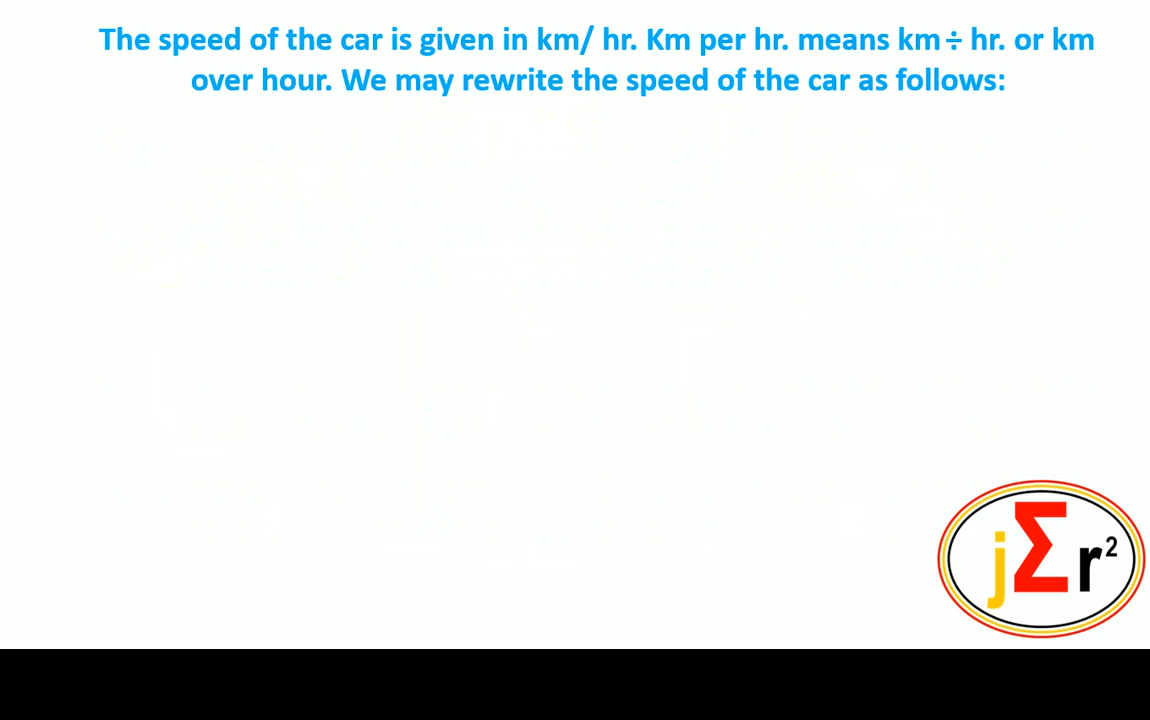 The speed of the car is given in km/ hr. Km per hr. means km ÷ hr. or km
over hour. We may rewrite the speed of the car as follows:
jΣr²